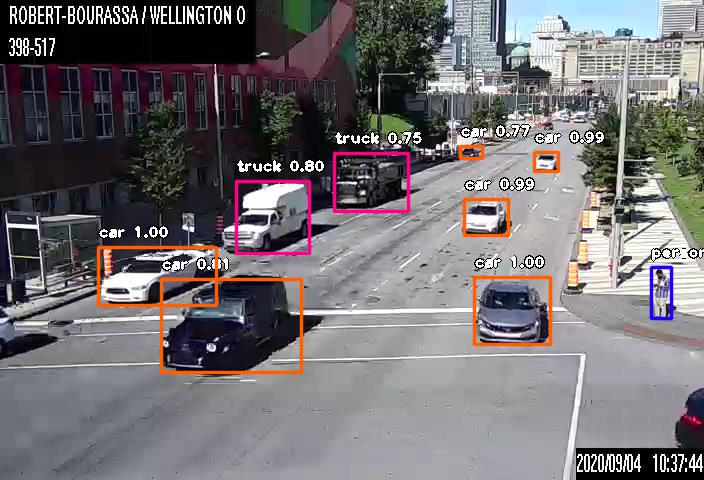 ROBERT-BOURASSA / WELLINGTON O
398-517
car 0.77
truck 0.75
car 0.99
truck 0.80
car 0.99
car 1.00
car 0.81
car 1.00
person
2020/09/04 10:37:44